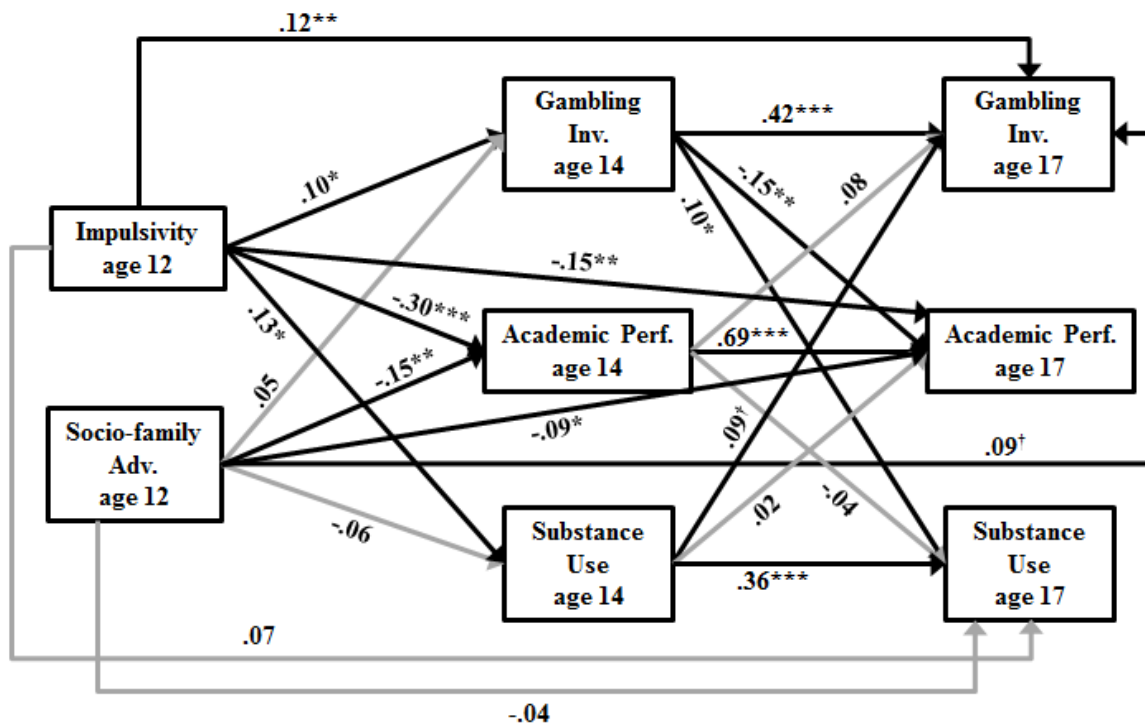 .12**
Gambling
Inv.
age 14
Gambling
Inv.
age 17
.42***
.10*
-.15**
.08
.10*
Impulsivity
age 12
-.15**
-.30***
.13*
Academic Perf.
age 14
.69***
Academic Perf.
age 17
-.15**
.05
-.09*
.09†
Socio-family
Adv.
age 12
.09†
-.06
.02
-.04
Substance
Use
age 14
.36***
Substance
Use
age 17
.07
-.04